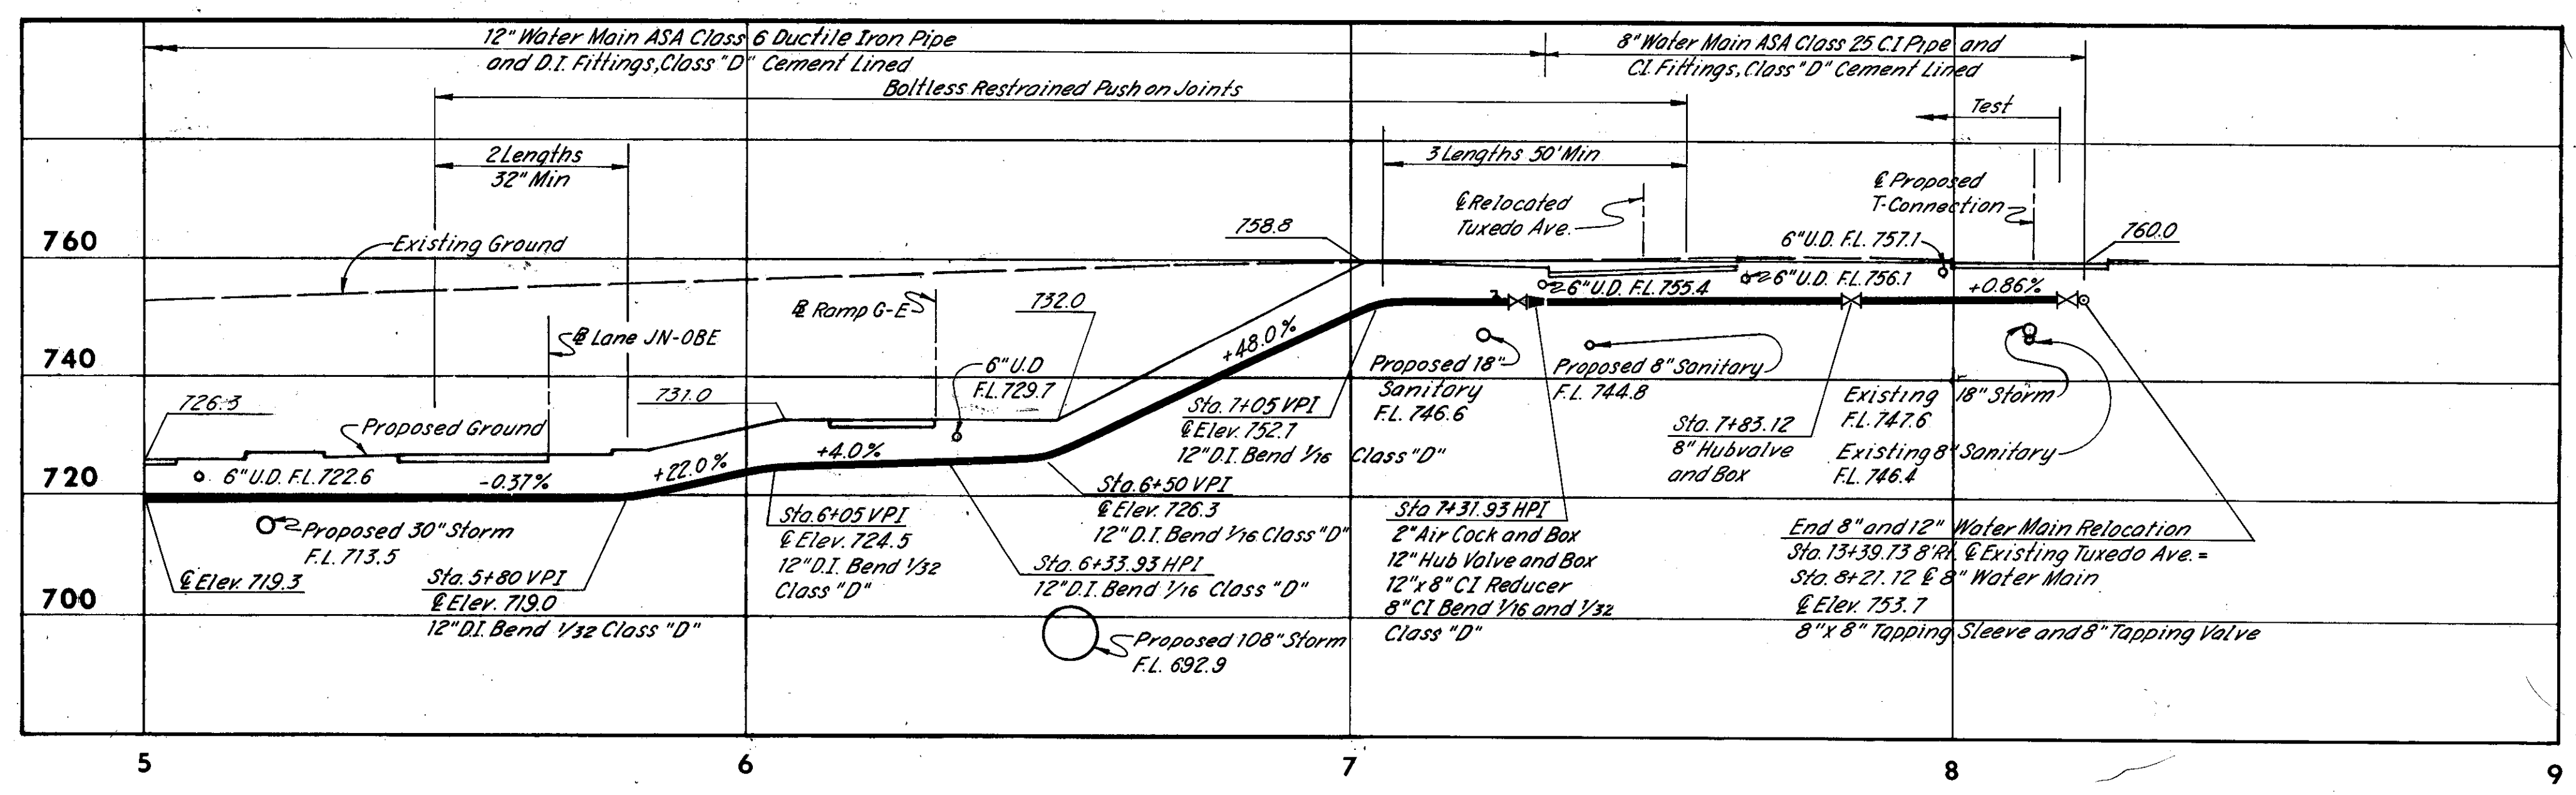 12" Water Main ASA Class 6 Ductile Iron Pipe
and D.I. Fittings, Class "D" Cement Lined
8" Water Main ASA Class 25 C.I Pipe and
CI. Fittings, Class "D" Cement Lined
Boltless Restrained Push on Joints
Test
2 Lengths
32" Min
3 Lengths 50' Min
℄ Relocated
Tuxedo Ave.
℄ Proposed
T-Connection
760
Existing Ground
758.8
6" U.D. F.L. 757.1
760.0
6" U.D. F.L. 755.4
6" U.D. F.L. 756.1
+0.86%
℄ Ramp G-E
732.0
Lane JN-OBE
740
+48.0%
6" U.D
F.L. 729.7
Proposed 18"
Sanitary
F.L. 746.6
Proposed 8" Sanitary
F.L. 744.8
Existing 18" Storm
F.L. 747.6
Existing 8" Sanitary
F.L. 746.4
726.3
731.0
Proposed Ground
Sta. 7+05 VPI
℄ Elev. 752.7
12" D.I. Bend 1/16 Class "D"
Sta. 7+83.12
8" Hubvalve
and Box
720
6" U.D. F.L. 722.6
-0.37%
+22.0%
+4.0%
Proposed 30" Storm
F.L. 713.5
Sta. 6+05 VPI
℄ Elev. 724.5
12" D.I. Bend 1/32
Class "D"
Sta. 6+50 VPI
℄ Elev. 726.3
12" D.I. Bend 1/16 Class "D"
Sta. 6+33.93 HPI
12" D.I. Bend 1/16 Class "D"
Sta 7+31.93 HPI
2" Air Cock and Box
12" Hub Valve and Box
12" x 8" CI Reducer
8" CI Bend 1/16 and 1/32
Class "D"
End 8" and 12" Water Main Relocation
Sta. 13+39.73 8' Rt. ℄ Existing Tuxedo Ave. =
Sta. 8+21.12 ℄ 8" Water Main
℄ Elev. 753.7
8" x 8" Tapping Sleeve and 8" Tapping Valve
℄ Elev. 719.3
Sta. 5+80 VPI
℄ Elev. 719.0
12" D.I. Bend 1/32 Class "D"
700
Proposed 108" Storm
F.L. 692.9
5
6
7
8
9